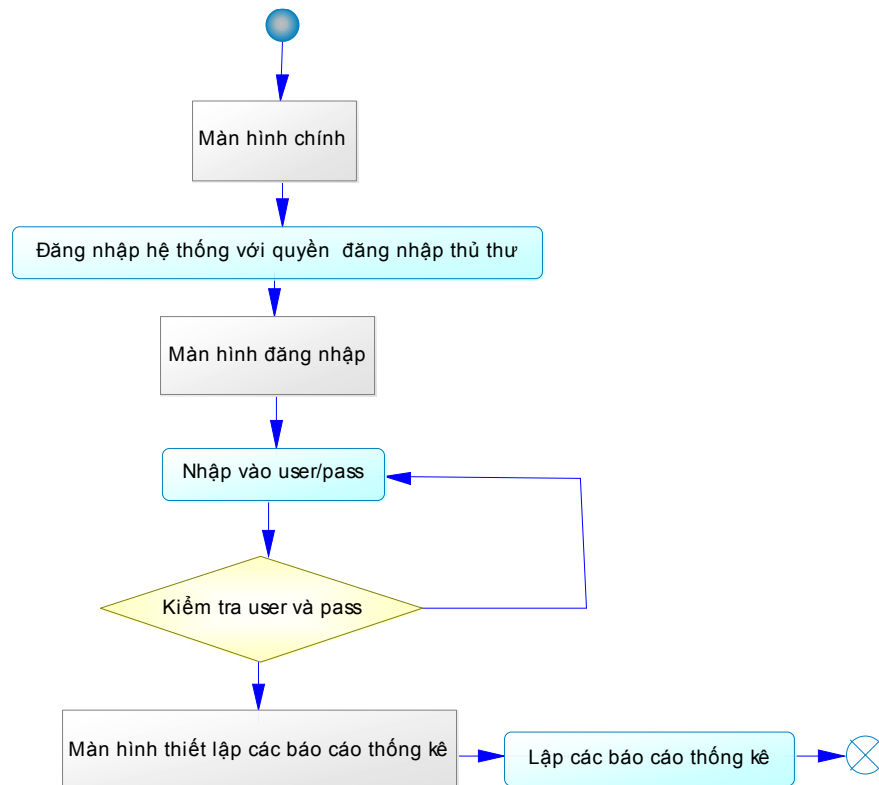 Màn hình chính
Đăng nhập hệ thống với quyền đăng nhập thủ thư
Màn hình đăng nhập
Nhập vào user/pass
Kiểm tra user và pass
Màn hình thiết lập các báo cáo thống kê
Lập các báo cáo thống kê